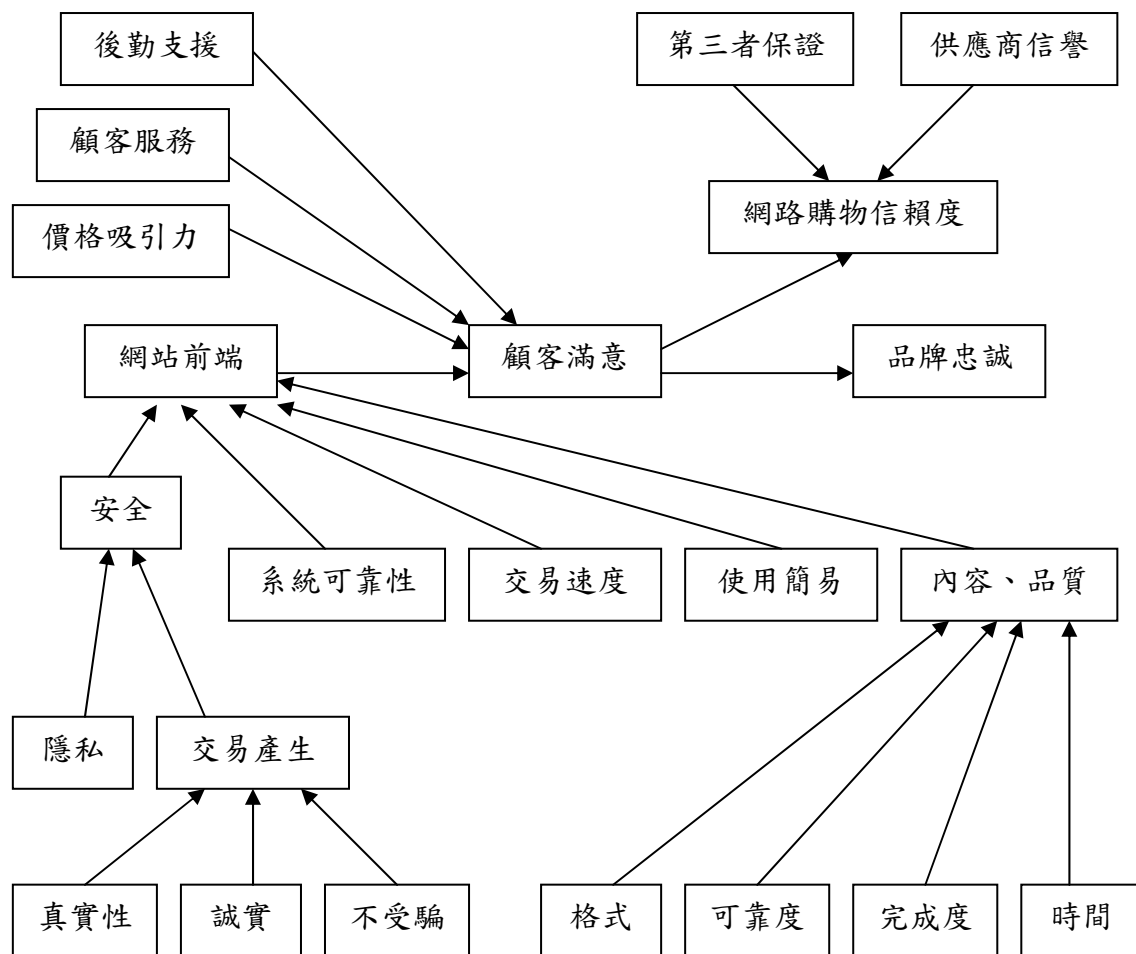 後勤支援
第三者保證
供應商信譽
顧客服務
網路購物信賴度
價格吸引力
網站前端
顧客滿意
品牌忠誠
安全
系統可靠性
交易速度
使用簡易
內容、品質
隱私
交易產生
真實性
誠實
不受騙
格式
可靠度
完成度
時間